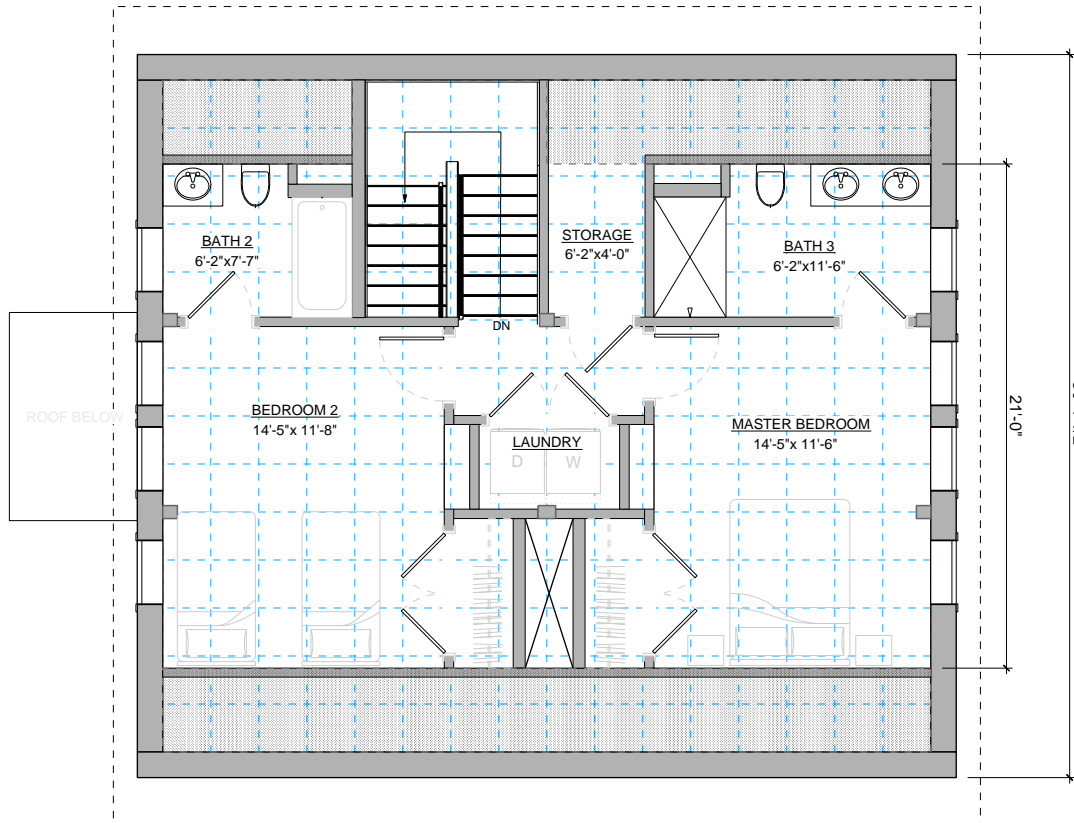 BATH 2
6'-2"x7'-7"
STORAGE
6'-2"x4'-0"
BATH 3
6'-2"x11'-6"
DN
ROOF BELOW
BEDROOM 2
14'-5"x 11'-8"
LAUNDRY
D W
MASTER BEDROOM
14'-5"x 11'-6"
21'-0"